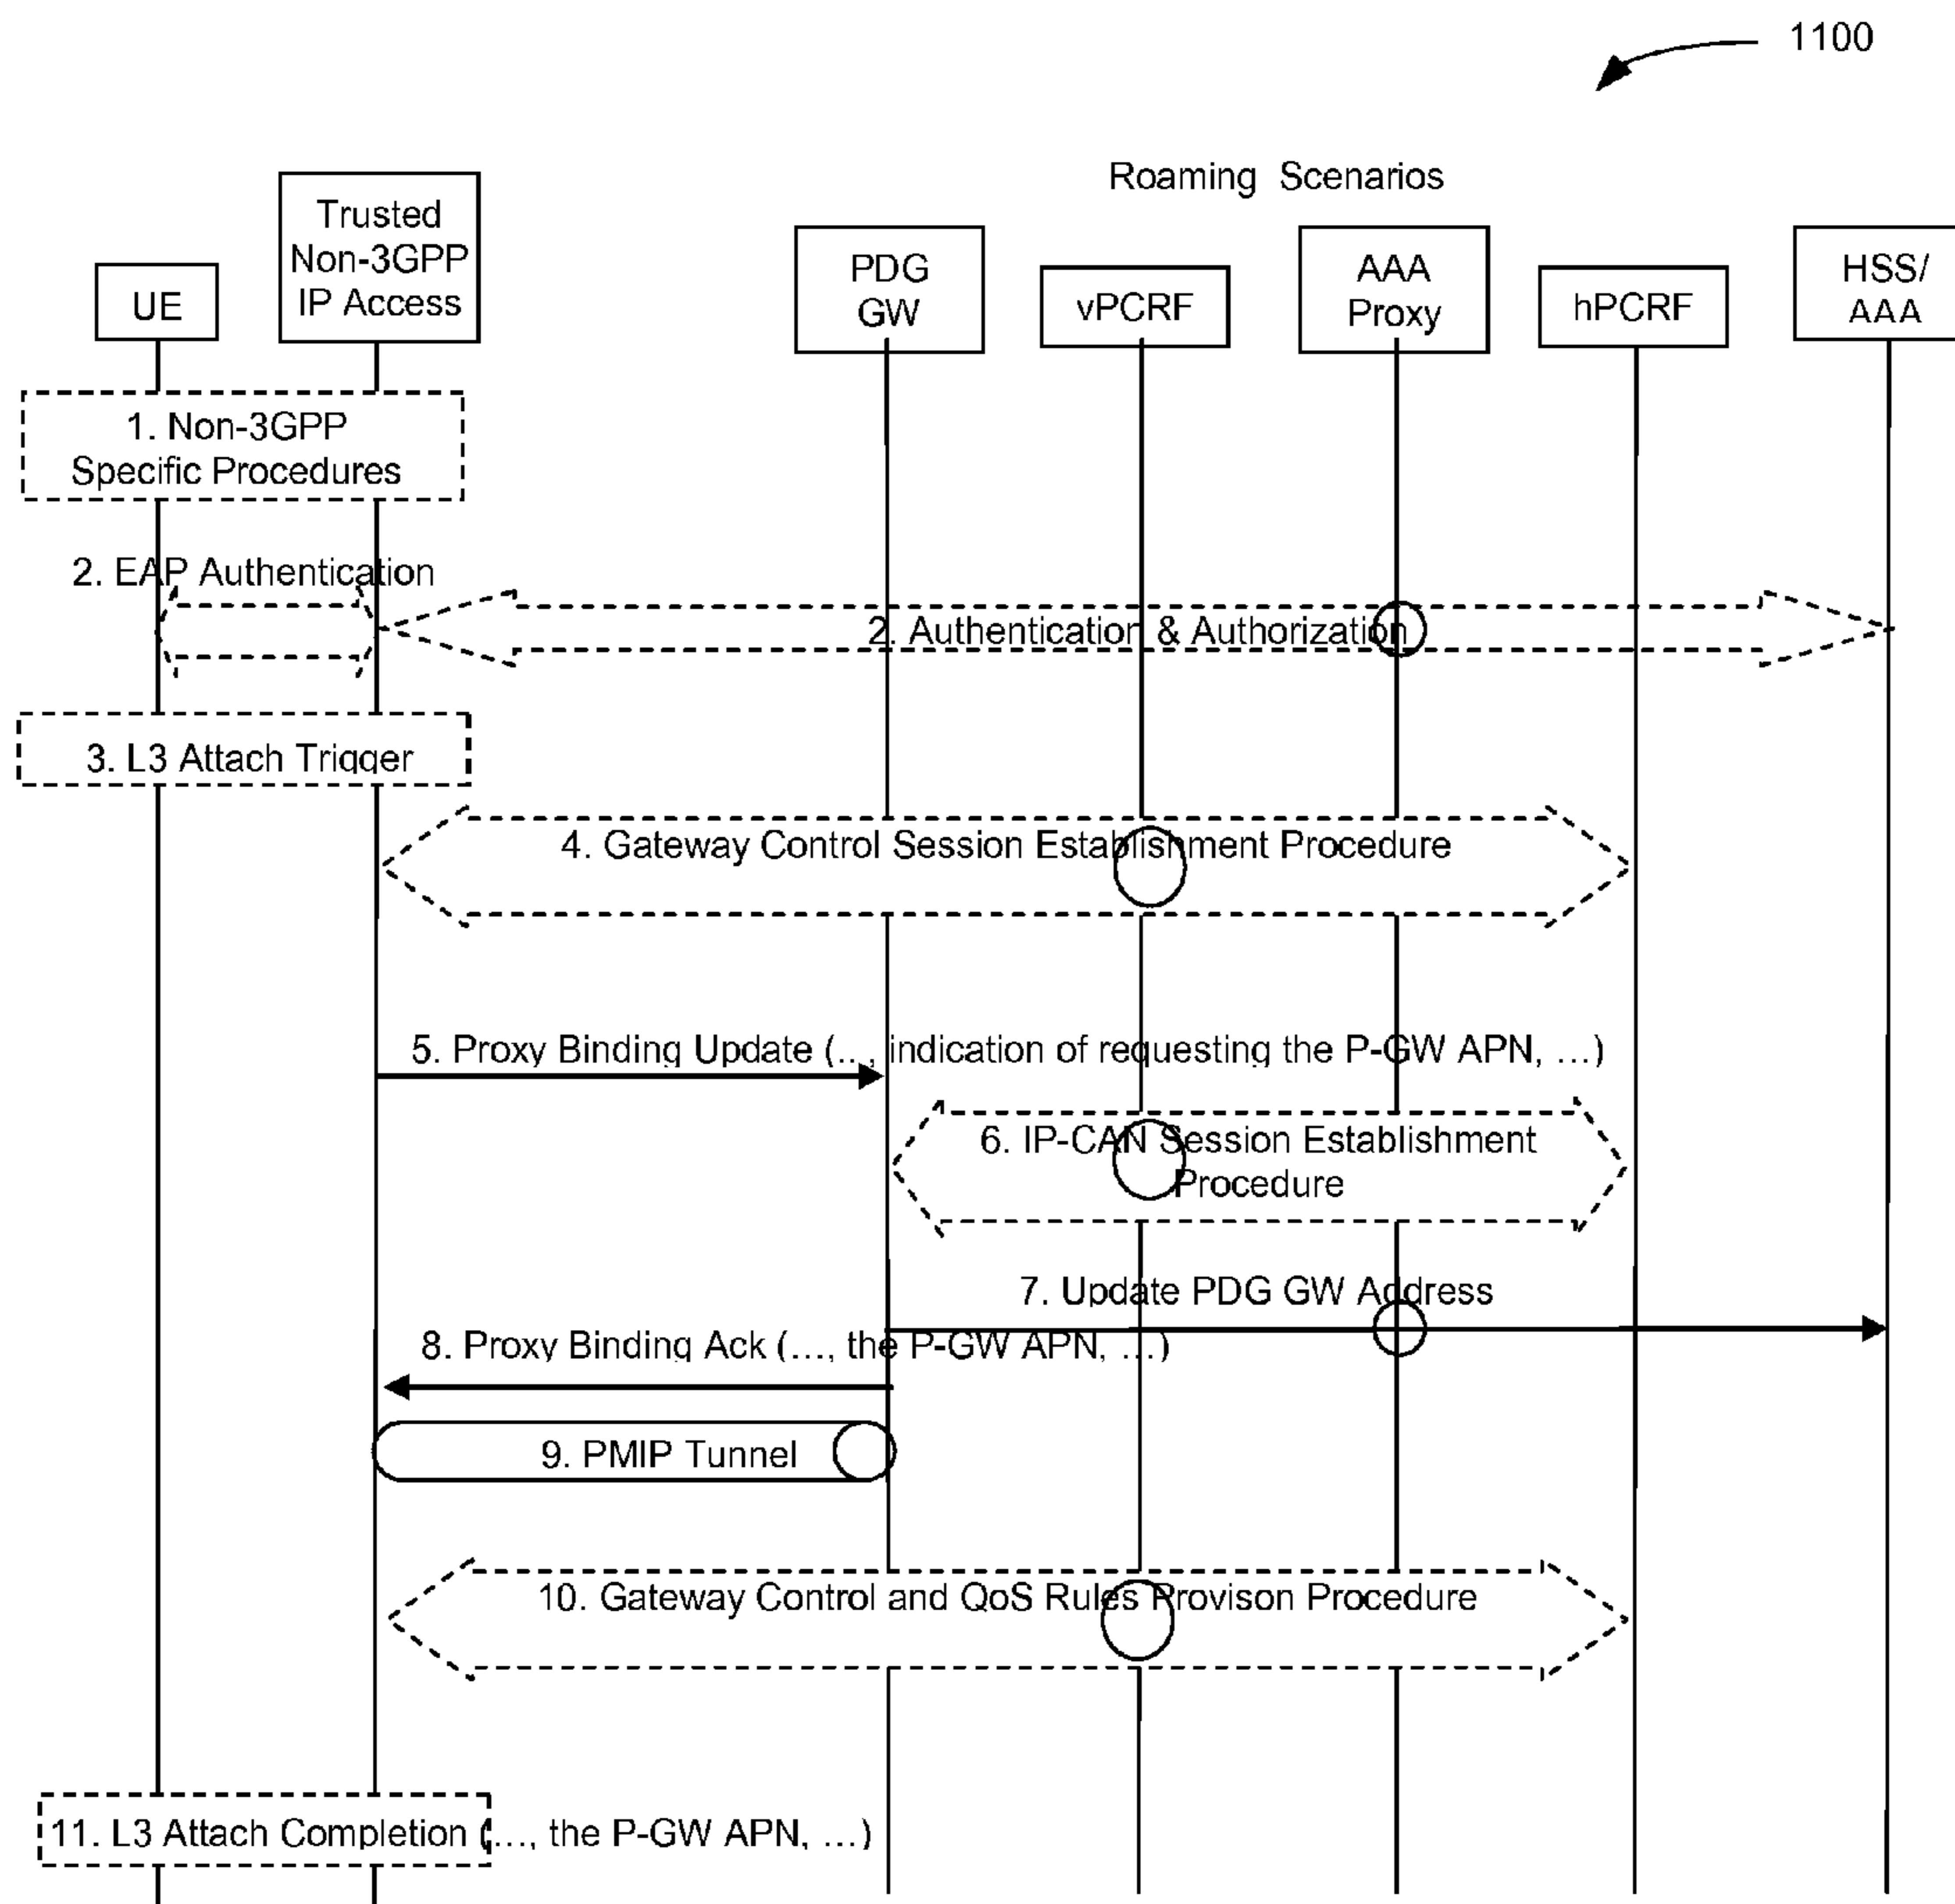 1100
Roaming Scenarios
UE
Trusted
Non-3GPP
IP Access
PDG
GW
vPCRF
AAA
Proxy
hPCRF
HSS/
AAA
1. Non-3GPP
Specific Procedures
2. EAP Authentication
2. Authentication & Authorization
3. L3 Attach Trigger
4. Gateway Control Session Establishment Procedure
5. Proxy Binding Update (..., indication of requesting the P-GW APN, ...)
6. IP-CAN Session Establishment
Procedure
7. Update PDG GW Address
8. Proxy Binding Ack (..., the P-GW APN, ...)
9. PMIP Tunnel
10. Gateway Control and QoS Rules Provison Procedure
11. L3 Attach Completion (..., the P-GW APN, ...)